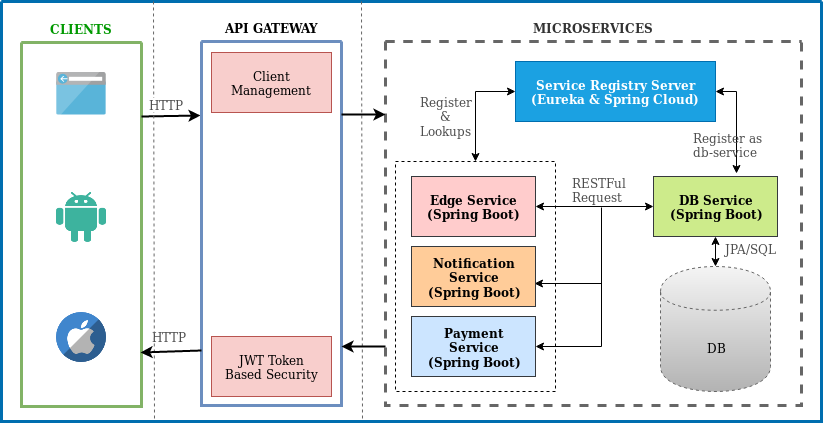 CLIENTS
API GATEWAY
MICROSERVICES
HTTP
Client
Management
Service Registry Server
(Eureka & Spring Cloud)
Register
&
Lookups
Register as
db-service
RESTFul
Request
Edge Service
(Spring Boot)
DB Service
(Spring Boot)
Notification
Service
(Spring Boot)
JPA/SQL
Payment
Service
(Spring Boot)
DB
HTTP
JWT Token
Based Security